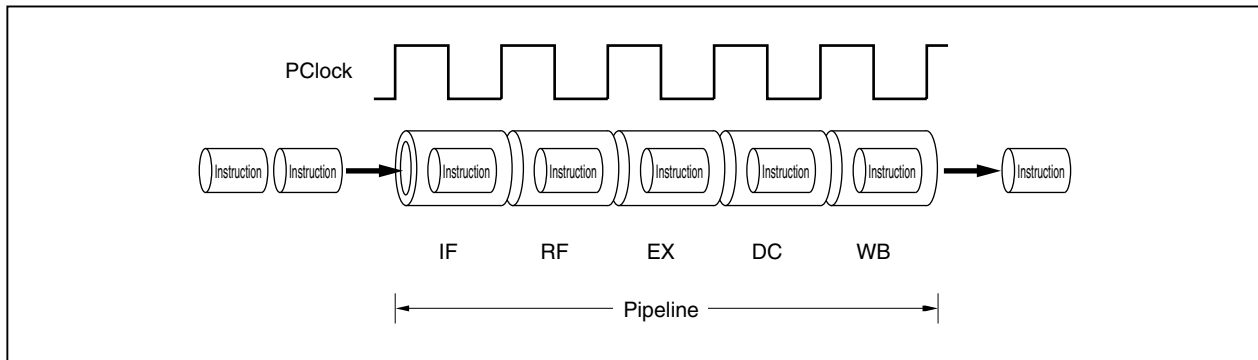 PClock
Instruction Instruction Instruction Instruction Instruction Instruction Instruction Instruction
IF RF EX DC WB
Pipeline